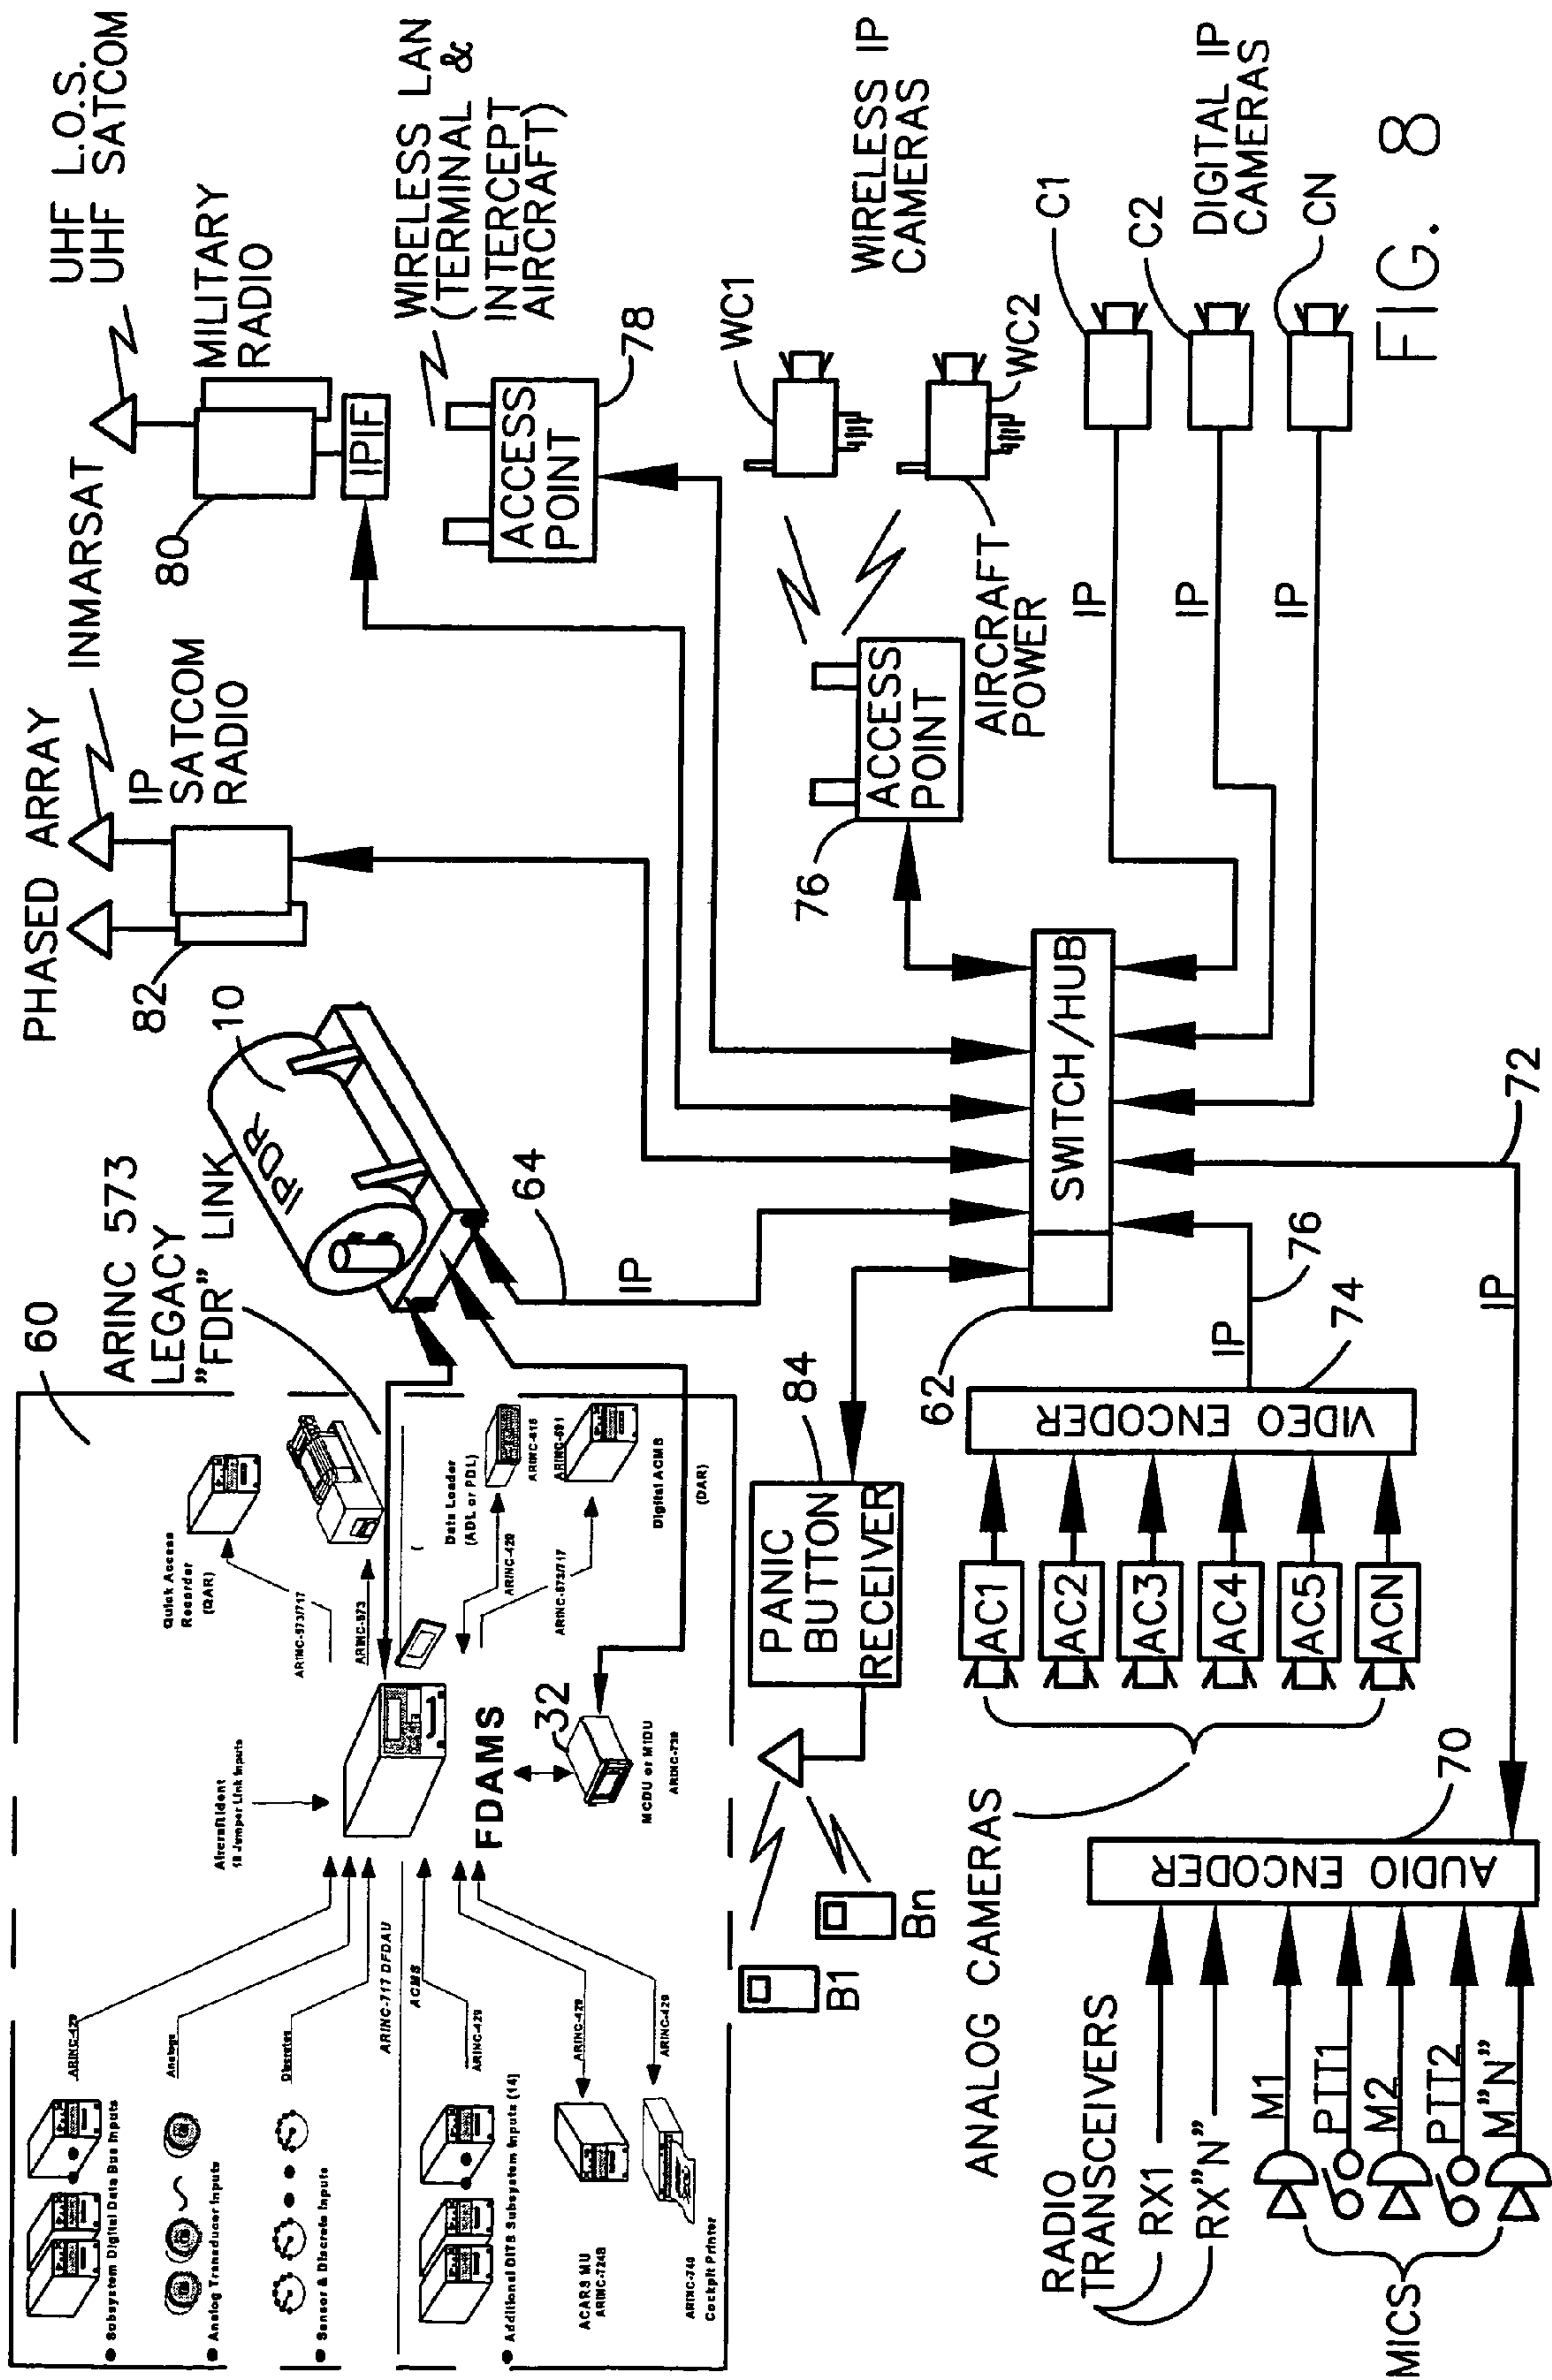 60
ARINC 573
LEGACY
"FDR" LINK
PHASED ARRAY
INMARSAT
UHF L.O.S.
UHF SATCOM
IP
SATCOM
RADIO
82
MILITARY
RADIO
80
IPIF
WIRELESS LAN
(TERMINAL &
INTERCEPT
AIRCRAFT)
ACCESS
POINT
78
10
IPDR
64
IP
Subsystem Digital Data Bus Inputs
ARINC-429
Analog Transducer Inputs
Analogs
Sensor & Discrete Inputs
Discretes
ARINC-717 DFDAU
ACMS
Additional DITS Subsystem Inputs (14)
ARINC-429
ACARS MU
ARINC-724B
ARINC-429
ARINC-740
Cockpit Printer
ARINC-429
Aircraft Ident
18 Jumper Link Inputs
FDAMS
32
MCDU or MIDU
ARINC-739
Quick Access
Recorder
(QAR)
ARINC-573/717
ARINC-573
(
Data Loader
(ADL or PDL)
ARINC-429
ARINC-615
ARINC-573/717
ARINC-591
Digital ACMS
(DAR)
B1
Bn
PANIC
BUTTON
RECEIVER
84
62
SWITCH/HUB
76
ACCESS
POINT
WC1
WC2
WIRELESS IP
CAMERAS
AIRCRAFT
POWER
IP
C1
IP
C2
IP
CN
DIGITAL IP
CAMERAS
ANALOG CAMERAS
AC1
AC2
AC3
AC4
AC5
ACN
VIDEO ENCODER
74
IP
76
72
IP
RADIO
TRANSCEIVERS
RX1
RX"N"
MICS
M1
PTT1
M2
PTT2
M"N"
AUDIO ENCODER
70
FIG. 8